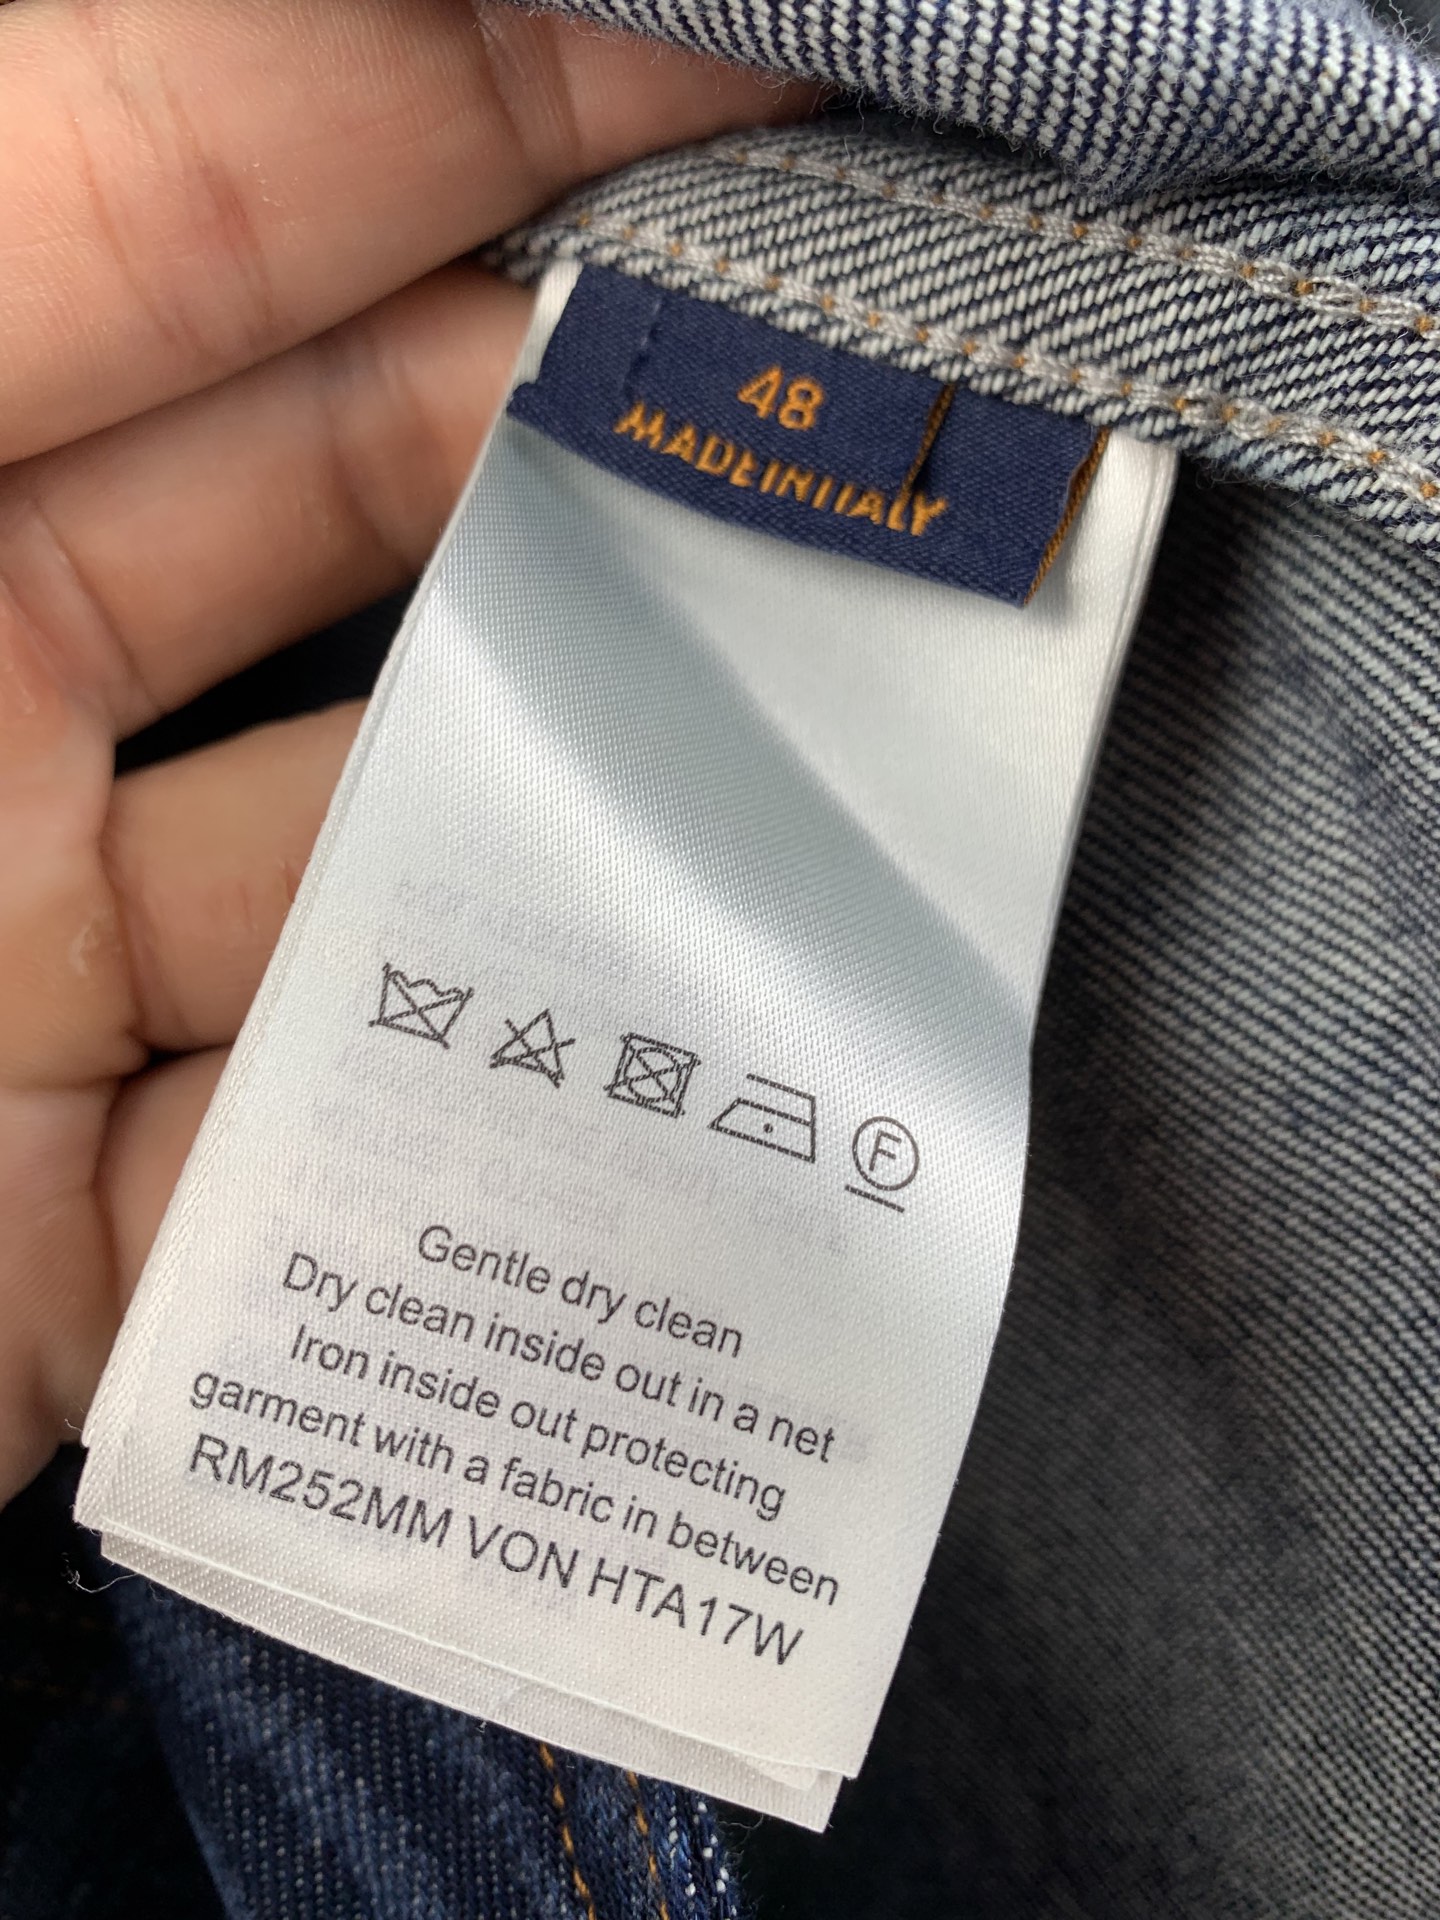 48
MADE IN ITALY
F
Gentle dry clean
Dry clean inside out in a net
Iron inside out protecting
garment with a fabric in between
RM252MM VON HTA17W